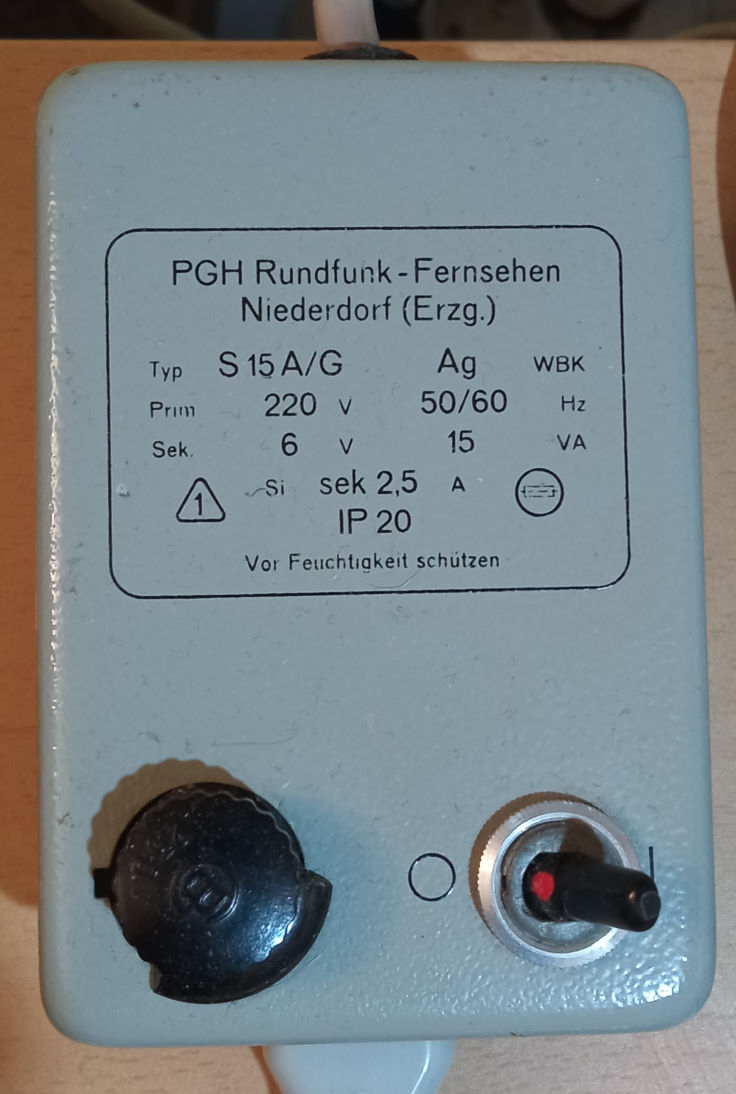 PGH Rundfunk-Fernsehen
Niederdorf (Erzg.)
Typ S 15 A/G Ag WBK
Prim 220 V 50/60 Hz
Sek. 6 V 15 VA
1 Si sek 2,5 A
IP 20
Vor Feuchtigkeit schützen